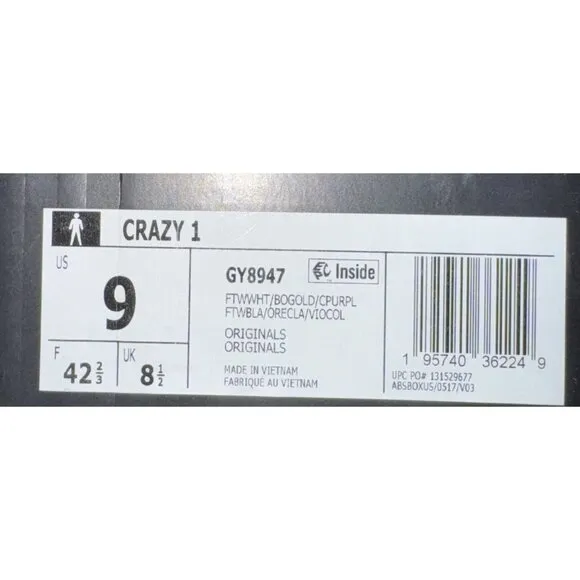 CRAZY 1
US
9
F
42 2/3
UK
8 1/2
GY8947
Inside
FTWWHT/BOGOLD/CPURPL
FTWBLA/ORECLA/VIOCOL
ORIGINALS
ORIGINALS
MADE IN VIETNAM
FABRIQUÉ AU VIETNAM
1 95740 36224 9
UPC PO# 131529677
ABSBOXUS/0517/V03